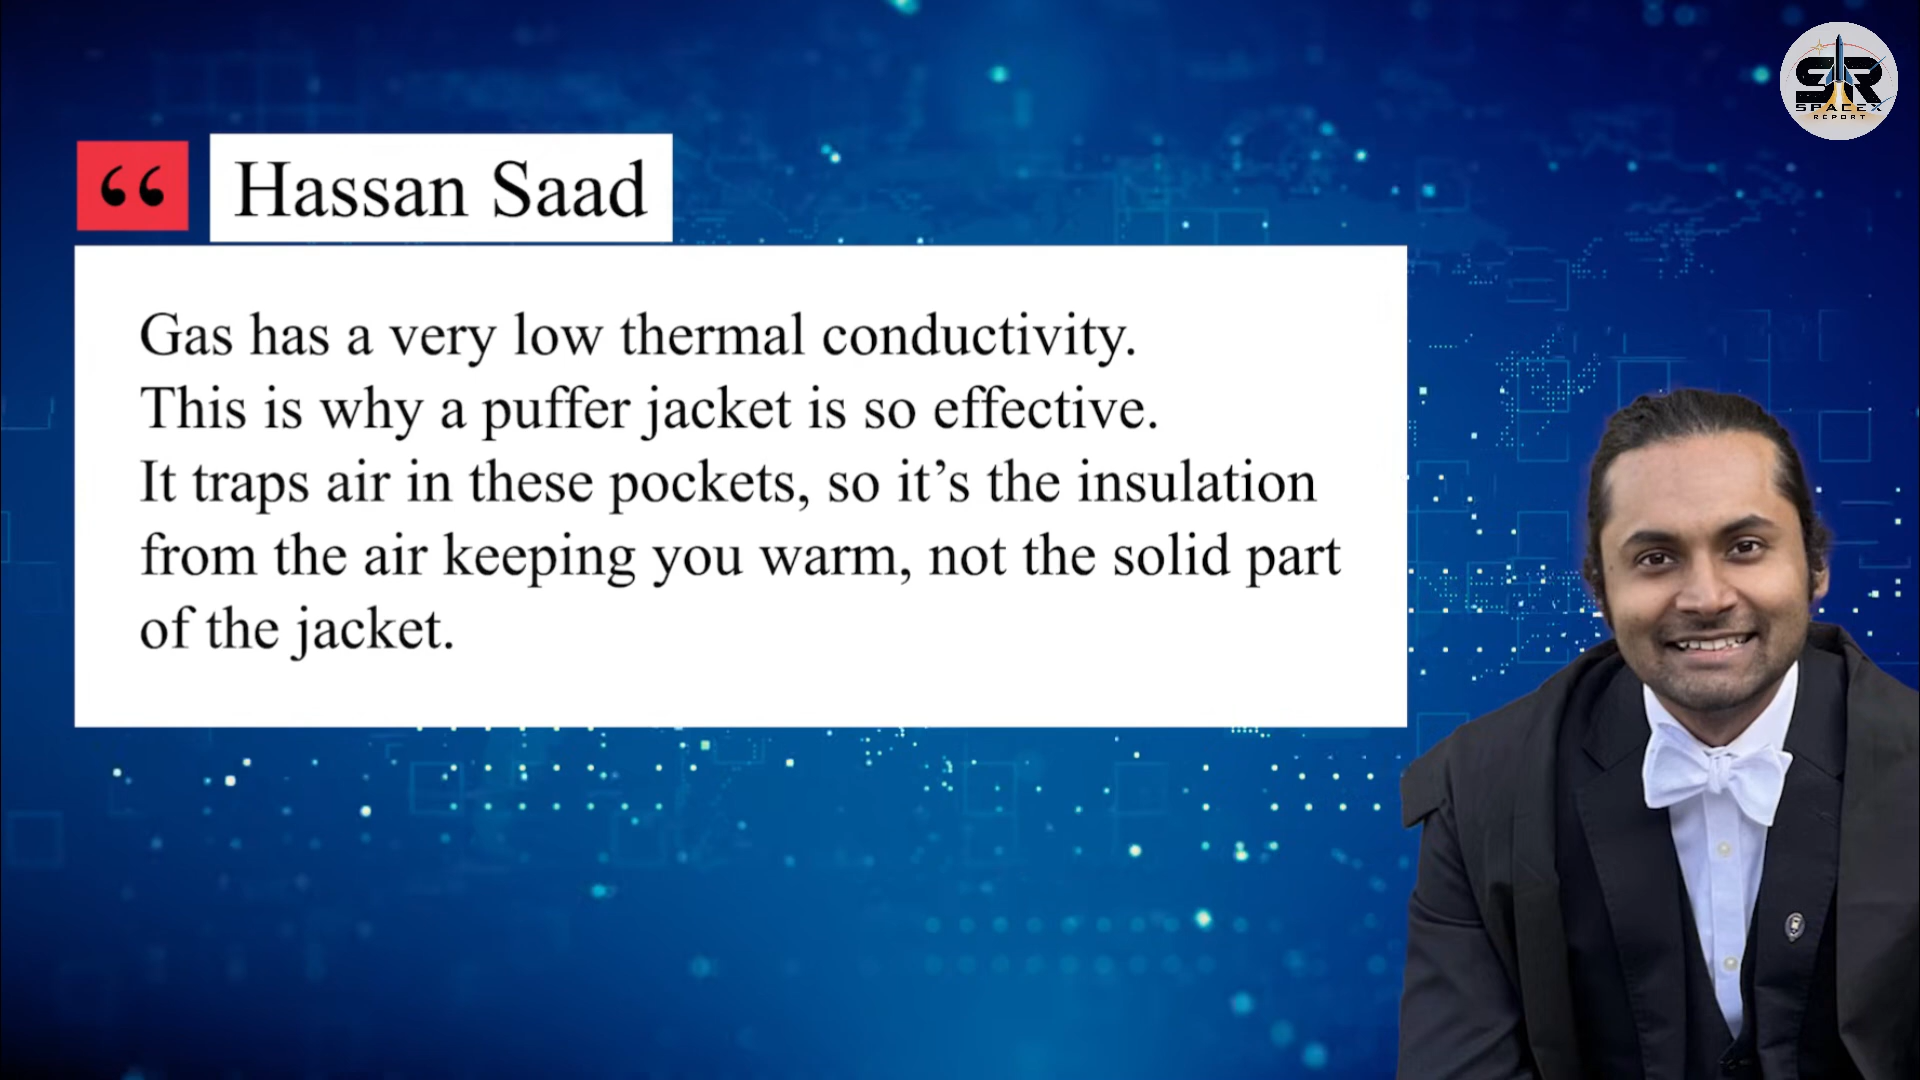 SR
SPACEX
REPORT
“ Hassan Saad
Gas has a very low thermal conductivity.
This is why a puffer jacket is so effective.
It traps air in these pockets, so it’s the insulation
from the air keeping you warm, not the solid part
of the jacket.